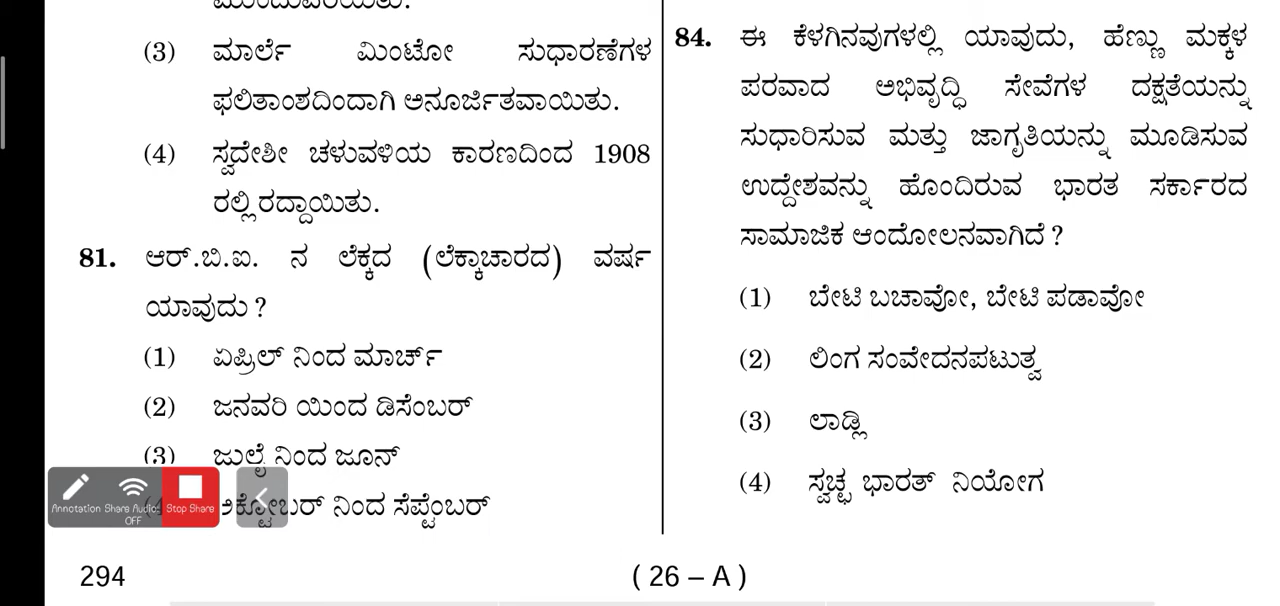 (3) ಮಾರ್ಲೆ ಮಿಂಟೋ ಸುಧಾರಣೆಗಳ
ಫಲಿತಾಂಶದಿಂದಾಗಿ ಅನೂರ್ಜಿತವಾಯಿತು.
(4) ಸ್ವದೇಶೀ ಚಳುವಳಿಯ ಕಾರಣದಿಂದ 1908
ರಲ್ಲಿ ರದ್ದಾಯಿತು.
81. ಆರ್.ಬಿ.ಐ. ನ ಲೆಕ್ಕದ (ಲೆಕ್ಕಾಚಾರದ) ವರ್ಷ
ಯಾವುದು ?
(1) ಏಪ್ರಿಲ್ ನಿಂದ ಮಾರ್ಚ್
(2) ಜನವರಿ ಯಿಂದ ಡಿಸೆಂಬರ್
(3) ಜುಲೈ ನಿಂದ ಜೂನ್
ನಿಂದ ಸೆಪ್ಟೆಂಬರ್
Annotation Share Audio: OFF Stop Share
84. ಈ ಕೆಳಗಿನವುಗಳಲ್ಲಿ ಯಾವುದು, ಹೆಣ್ಣು ಮಕ್ಕಳ
ಪರವಾದ ಅಭಿವೃದ್ಧಿ ಸೇವೆಗಳ ದಕ್ಷತೆಯನ್ನು
ಸುಧಾರಿಸುವ ಮತ್ತು ಜಾಗೃತಿಯನ್ನು ಮೂಡಿಸುವ
ಉದ್ದೇಶವನ್ನು ಹೊಂದಿರುವ ಭಾರತ ಸರ್ಕಾರದ
ಸಾಮಾಜಿಕ ಆಂದೋಲನವಾಗಿದೆ ?
(1) ಬೇಟಿ ಬಚಾವೋ, ಬೇಟಿ ಪಡಾವೋ
(2) ಲಿಂಗ ಸಂವೇದನಪಟುತ್ವ
(3) ಲಾಡ್ಲಿ
(4) ಸ್ವಚ್ಛ ಭಾರತ್ ನಿಯೋಗ
294
( 26 – A )